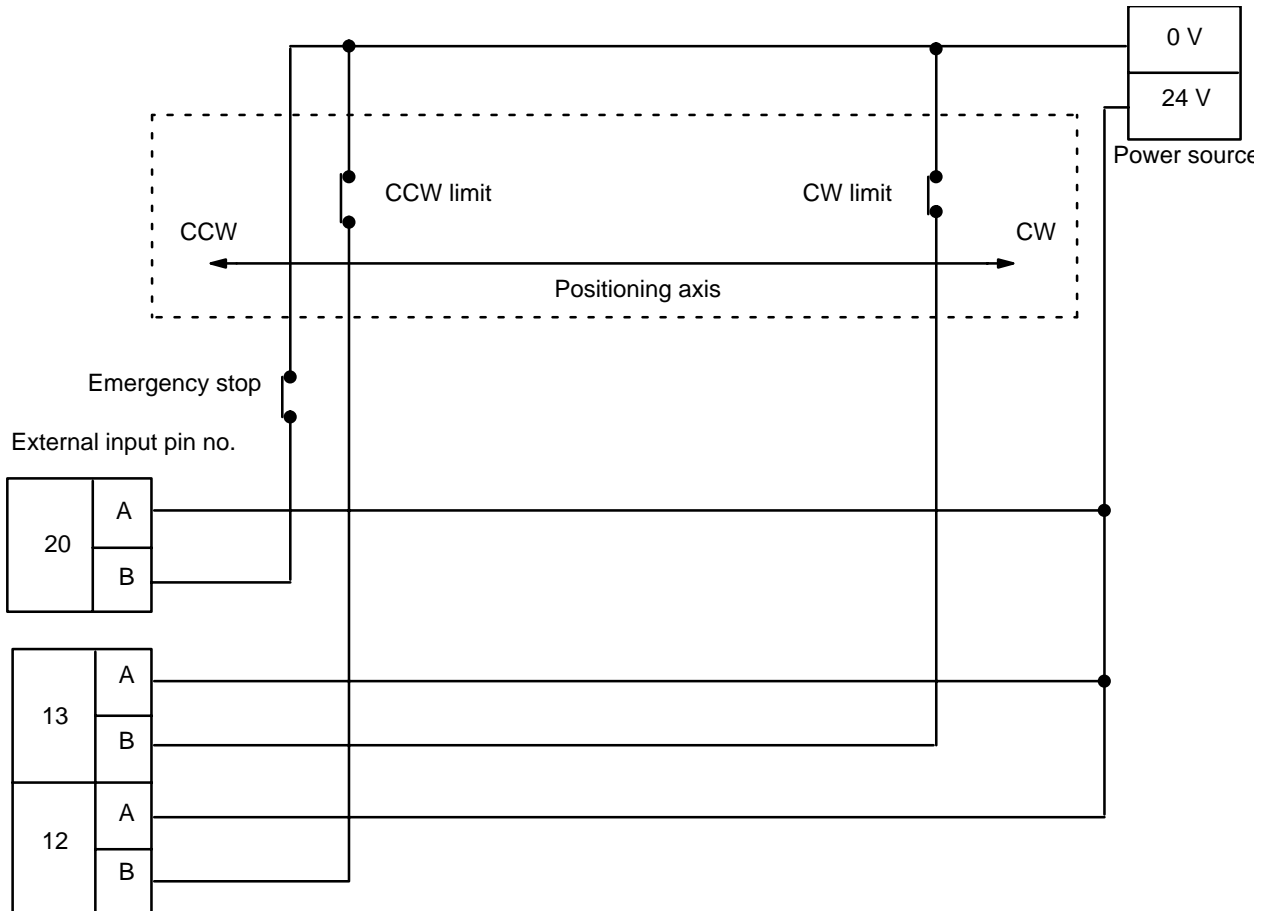 0 V
24 V
Power source
CCW limit
CW limit
CCW
CW
Positioning axis
Emergency stop
External input pin no.
20
A
B
13
A
B
12
A
B